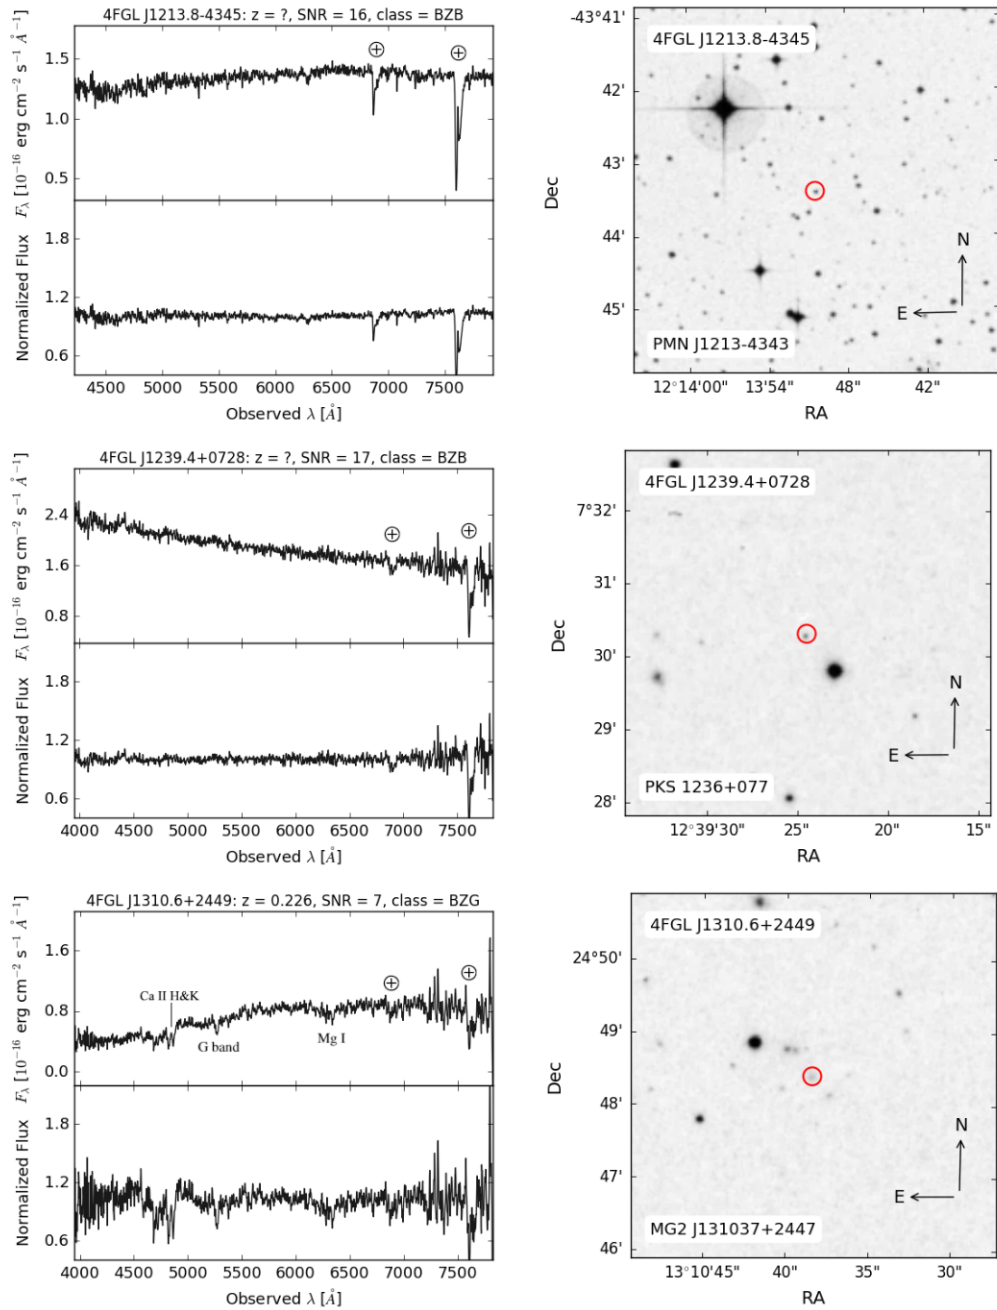 4FGL J1213.8-4345: z = ?, SNR = 16, class = BZB
F_λ [10^{-16} erg cm^{-2} s^{-1} Å^{-1}]
1.5
1.0
0.5
⊕ ⊕
Normalized Flux
1.8
1.2
0.6
4500 5000 5500 6000 6500 7000 7500
Observed λ [Å]
4FGL J1213.8-4345
PMN J1213-4343
N
E
Dec
-43°41'
42'
43'
44'
45'
12°14'00" 13'54" 48" 42"
RA
4FGL J1239.4+0728: z = ?, SNR = 17, class = BZB
F_λ [10^{-16} erg cm^{-2} s^{-1} Å^{-1}]
2.4
1.6
0.8
⊕ ⊕
Normalized Flux
1.8
1.2
0.6
4000 4500 5000 5500 6000 6500 7000 7500
Observed λ [Å]
4FGL J1239.4+0728
PKS 1236+077
N
E
Dec
7°32'
31'
30'
29'
28'
12°39'30" 25" 20" 15"
RA
4FGL J1310.6+2449: z = 0.226, SNR = 7, class = BZG
F_λ [10^{-16} erg cm^{-2} s^{-1} Å^{-1}]
1.6
0.8
0.0
Ca II H&K
G band
Mg I
⊕ ⊕
Normalized Flux
1.8
1.2
0.6
4000 4500 5000 5500 6000 6500 7000 7500
Observed λ [Å]
4FGL J1310.6+2449
MG2 J131037+2447
N
E
Dec
24°50'
49'
48'
47'
46'
13°10'45" 40" 35" 30"
RA